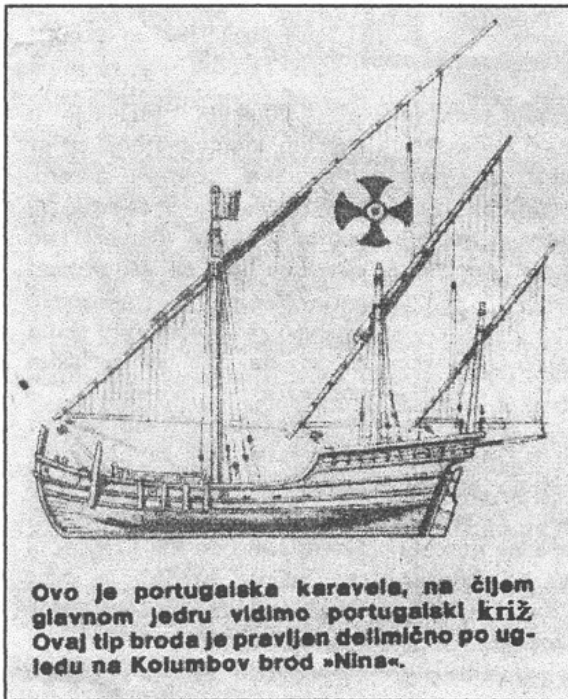 Ovo je portugalska karavela, na čijem
glavnom jedru vidimo portugalski križ
Ovaj tip broda je pravljen delimično po ug-
ledu na Kolumbov brod »Nina«.